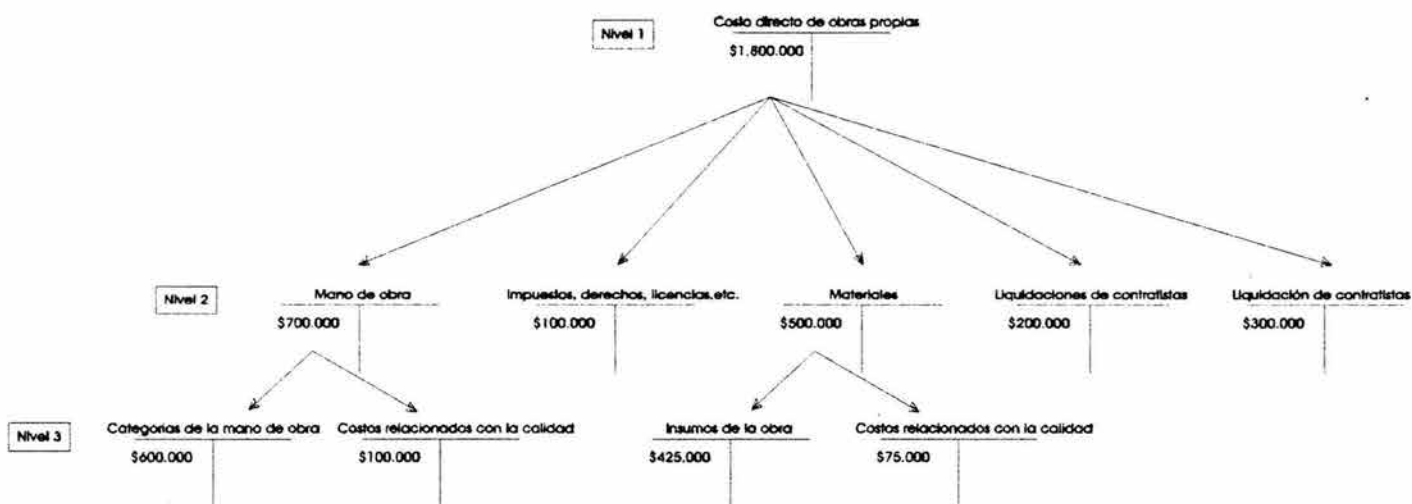 Nivel 1
Costo directo de obras propias
$1.800.000
Nivel 2
Mano de obra
Impuestos, derechos, licencias.etc.
Materiales
Liquidaciones de contratistas
Liquidación de contratistas
$700.000
$100.000
$500.000
$200.000
$300.000
Nivel 3
Categorías de la mano de obra
Costos relacionados con la calidad
Insumos de la obra
Costos relacionados con la calidad
$600.000
$100.000
$425.000
$75.000